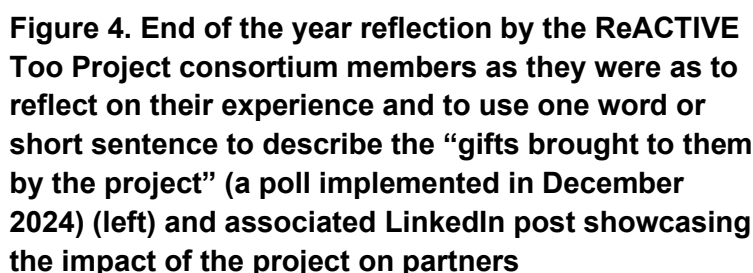 Figure 4. End of the year reflection by the ReACTIVE
Too Project consortium members as they were as to
reflect on their experience and to use one word or
short sentence to describe the “gifts brought to them
by the project” (a poll implemented in December
2024) (left) and associated LinkedIn post showcasing
the impact of the project on partners